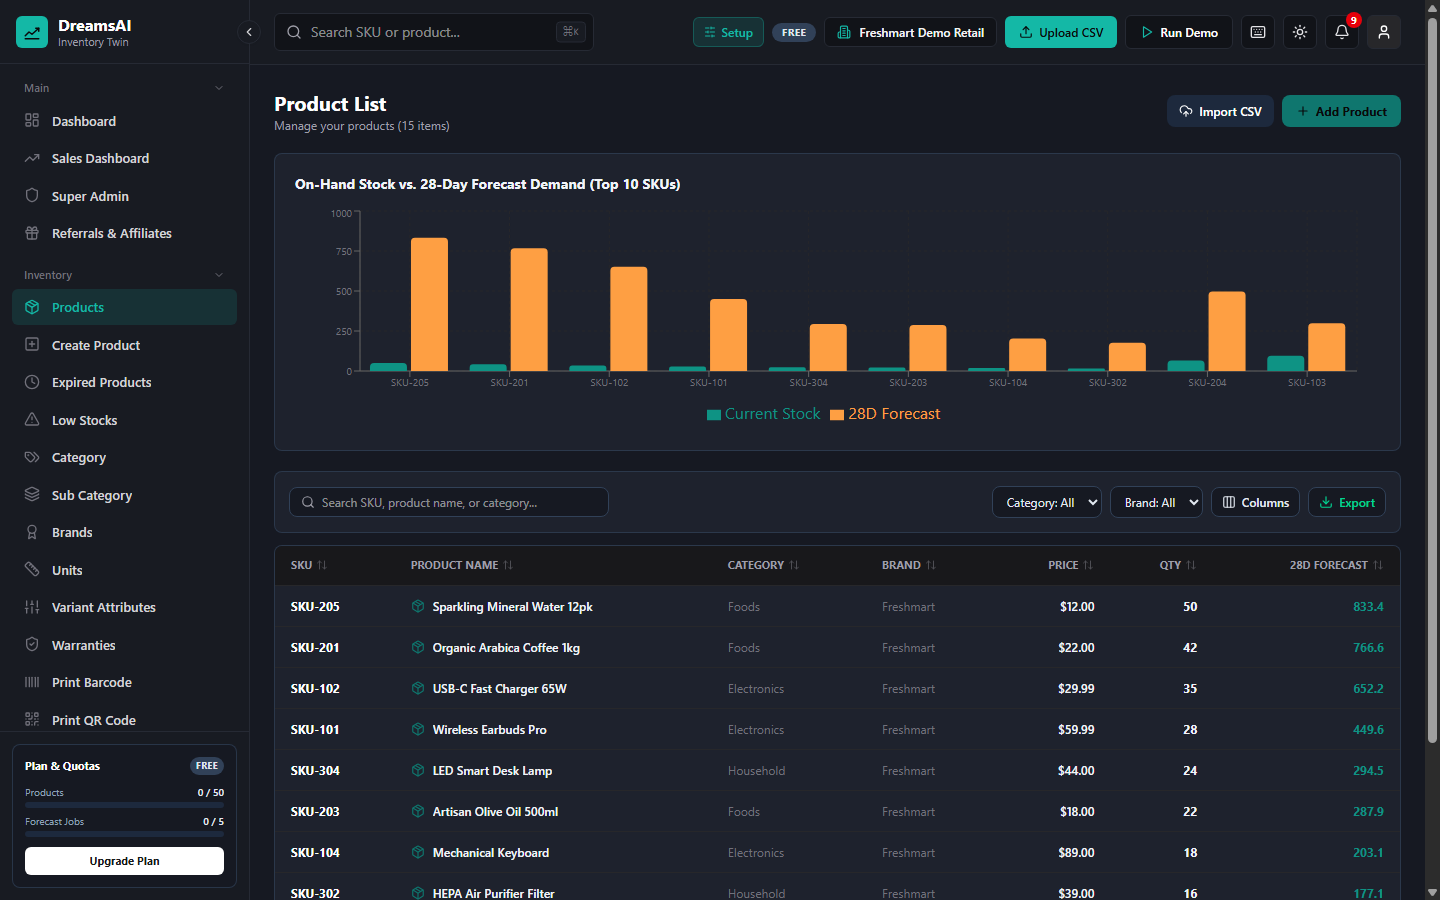 DreamsAI
Inventory Twin
Search SKU or product...
⌘K
Setup
FREE
Freshmart Demo Retail
Upload CSV
Run Demo
9
Main
Dashboard
Sales Dashboard
Super Admin
Referrals & Affiliates
Inventory
Products
Create Product
Expired Products
Low Stocks
Category
Sub Category
Brands
Units
Variant Attributes
Warranties
Print Barcode
Print QR Code
Plan & Quotas
FREE
Products 0 / 50
Forecast Jobs 0 / 5
Upgrade Plan
Product List
Manage your products (15 items)
Import CSV
Add Product
On-Hand Stock vs. 28-Day Forecast Demand (Top 10 SKUs)
1000
750
500
250
0
SKU-205 SKU-201 SKU-102 SKU-101 SKU-304 SKU-203 SKU-104 SKU-302 SKU-204 SKU-103
Current Stock 28D Forecast
Search SKU, product name, or category...
Category: All
Brand: All
Columns
Export
SKU PRODUCT NAME CATEGORY BRAND PRICE QTY 28D FORECAST
SKU-205 Sparkling Mineral Water 12pk Foods Freshmart $12.00 50 833.4
SKU-201 Organic Arabica Coffee 1kg Foods Freshmart $22.00 42 766.6
SKU-102 USB-C Fast Charger 65W Electronics Freshmart $29.99 35 652.2
SKU-101 Wireless Earbuds Pro Electronics Freshmart $59.99 28 449.6
SKU-304 LED Smart Desk Lamp Household Freshmart $44.00 24 294.5
SKU-203 Artisan Olive Oil 500ml Foods Freshmart $18.00 22 287.9
SKU-104 Mechanical Keyboard Electronics Freshmart $89.00 18 203.1
SKU-302 HEPA Air Purifier Filter Household Freshmart $39.00 16 177.1